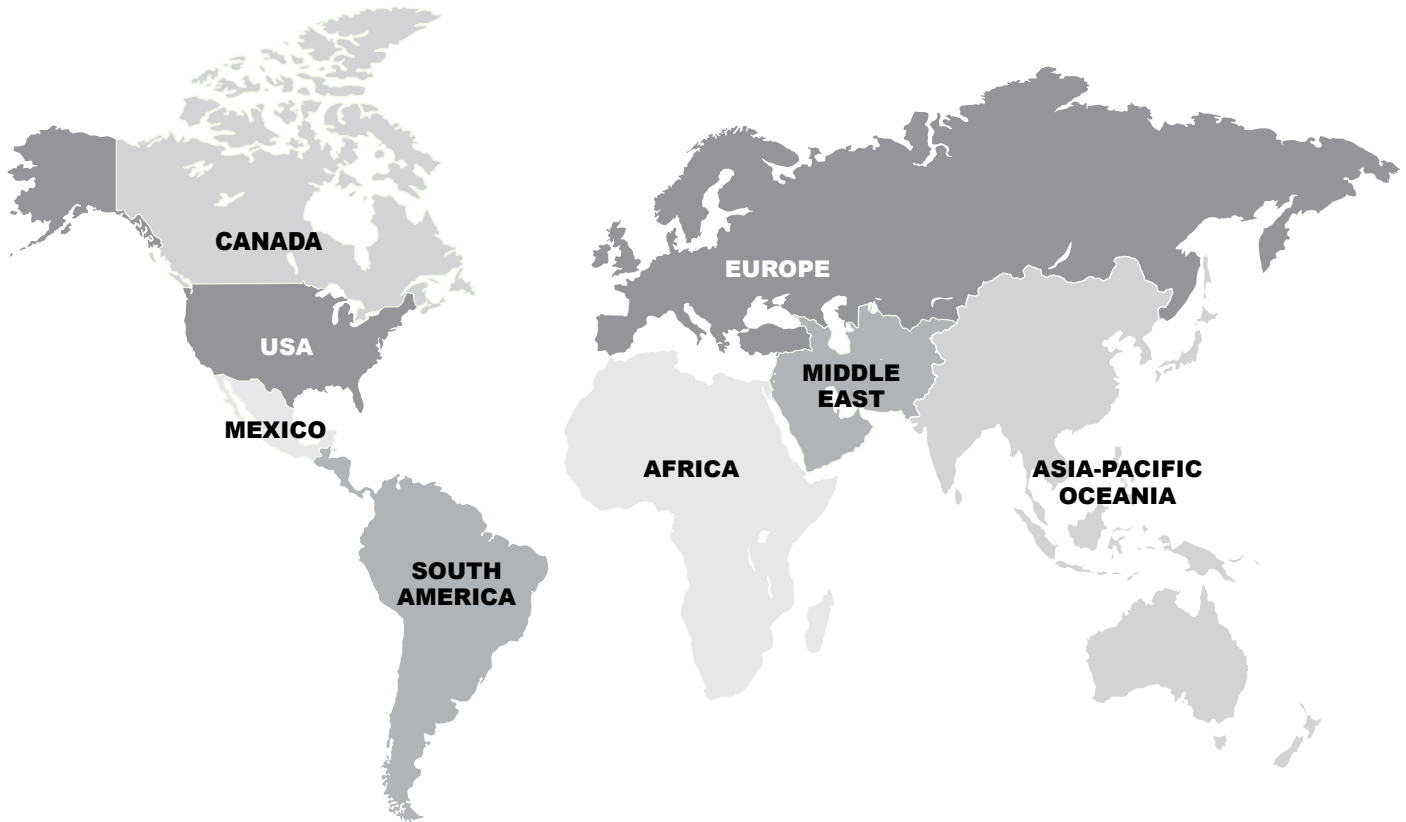 CANADA
EUROPE
USA
MIDDLE
EAST
MEXICO
AFRICA
ASIA-PACIFIC
OCEANIA
SOUTH
AMERICA